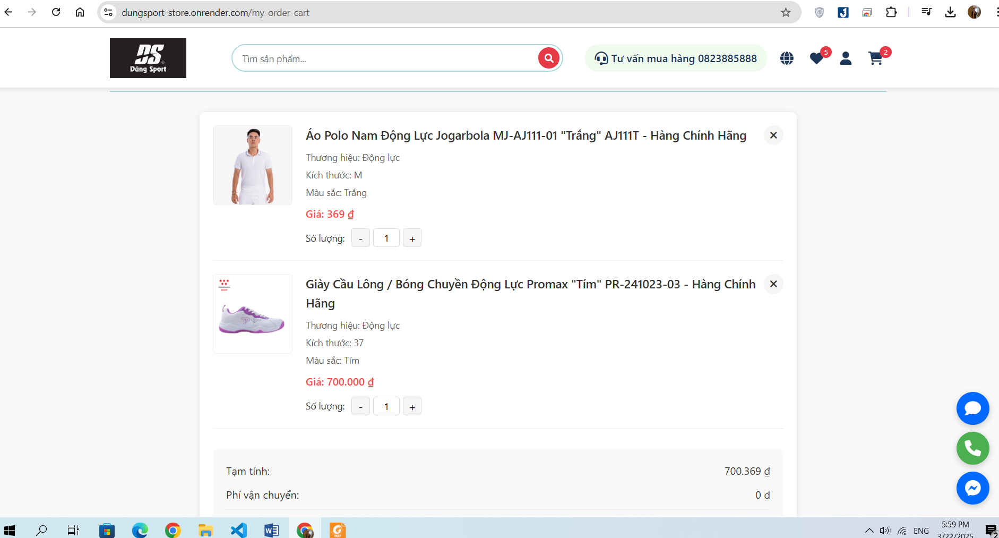 dungsport-store.onrender.com/my-order-cart
DS
Dũng Sport
Tìm sản phẩm...
Tư vấn mua hàng 0823885888
5
2
Áo Polo Nam Động Lực Jogarbola MJ-AJ111-01 "Trắng" AJ111T - Hàng Chính Hãng
Thương hiệu: Động lực
Kích thước: M
Màu sắc: Trắng
Giá: 369 ₫
Số lượng: - 1 +
Giày Cầu Lông / Bóng Chuyền Động Lực Promax "Tím" PR-241023-03 - Hàng Chính
Hãng
Thương hiệu: Động lực
Kích thước: 37
Màu sắc: Tím
Giá: 700.000 ₫
Số lượng: - 1 +
Tạm tính: 700.369 ₫
Phí vận chuyển: 0 ₫
ENG
5:59 PM
3/22/2025
2